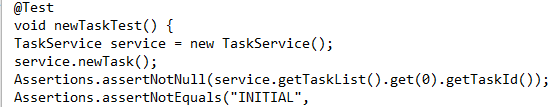 @Test
void newTaskTest() {
TaskService service = new TaskService();
service.newTask();
Assertions.assertNotNull(service.getTaskList().get(0).getTaskId());
Assertions.assertNotEquals("INITIAL",